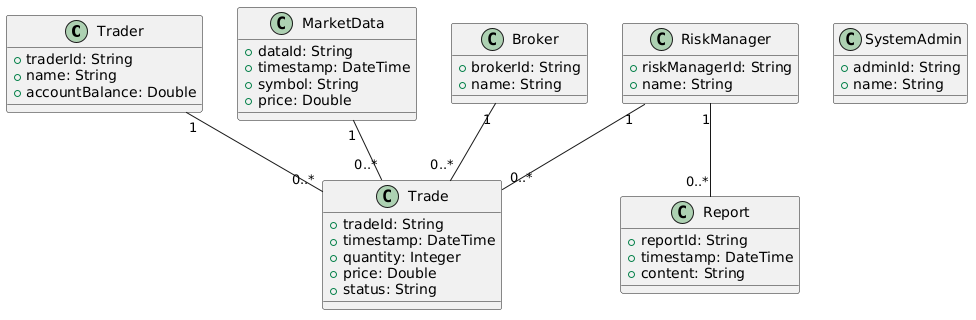 C Trader
traderId: String
name: String
accountBalance: Double
C MarketData
dataId: String
timestamp: DateTime
symbol: String
price: Double
C Broker
brokerId: String
name: String
C RiskManager
riskManagerId: String
name: String
C SystemAdmin
adminId: String
name: String
1
1
1
1
1
0..*
0..*
0..*
0..*
0..*
C Trade
tradeId: String
timestamp: DateTime
quantity: Integer
price: Double
status: String
C Report
reportId: String
timestamp: DateTime
content: String